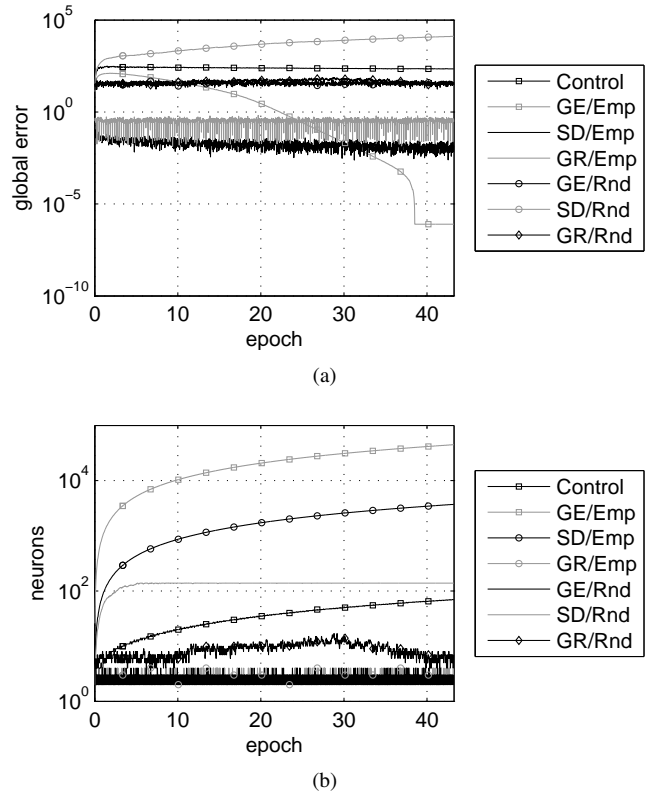 10^5
10^0
10^-5
10^-10
global error
0 10 20 30 40
epoch
Control
GE/Emp
SD/Emp
GR/Emp
GE/Rnd
SD/Rnd
GR/Rnd
(a)
10^4
10^2
10^0
neurons
0 10 20 30 40
epoch
Control
GE/Emp
SD/Emp
GR/Emp
GE/Rnd
SD/Rnd
GR/Rnd
(b)